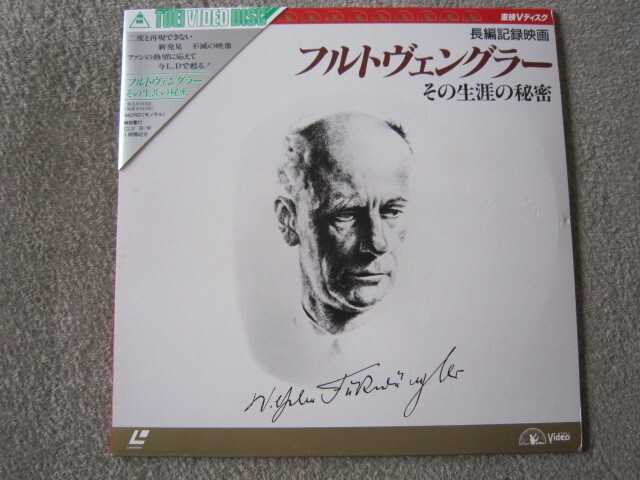 TOEI VIDEO DISC
二度と再現できない
新発見 不滅の映像
ファンの熱望に応えて
今L.Dで甦る!
フルトヴェングラー
その生涯の秘密
MONO(モノラル)
東映Vディスク
長編記録映画
フルトヴェングラー
その生涯の秘密
Wilhelm Furtwängler
Video